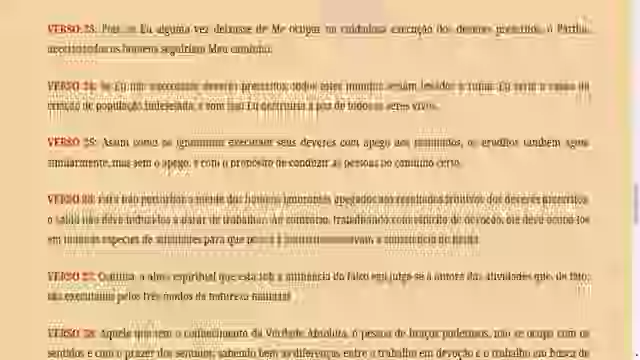 VERSO 23: Pois, se Eu alguma vez deixasse de Me ocupar na cuidadosa execução dos deveres prescritos, ó Pārtha,
todos os homens seguiriam Meu caminho.
VERSO 24: Se Eu não executasse deveres prescritos, todos estes mundos seriam levados à ruína. Eu seria a causa da
criação de população indesejada, e com isso Eu destruiria a paz de todos os seres vivos.
VERSO 25: Assim como os ignorantes executam seus deveres com apego aos resultados, os eruditos também agem
similarmente, mas sem o apego, e com o propósito de conduzir as pessoas no caminho certo.
VERSO 26: Para não perturbar a mente dos homens ignorantes apegados aos resultados fruitivos dos deveres prescritos,
o sábio não deve induzi-los a parar de trabalhar. Ao contrário, trabalhando com espírito de devoção, ele deve ocupá-los
em todas as espécies de atividades para que pouco a pouco a consciência de
VERSO 27: Confusa, a alma espiritual que está sob a influência do falso ego julga-se a autora das atividades que, de fato,
são executadas pelos três modos da natureza material.
VERSO 28: Aquele que tem o conhecimento da Verdade Absoluta, ó pessoa de braços poderosos, não se ocupa com os
sentidos e com o prazer dos sentidos, sabendo bem as diferenças entre o trabalho em devoção e o trabalho em busca de